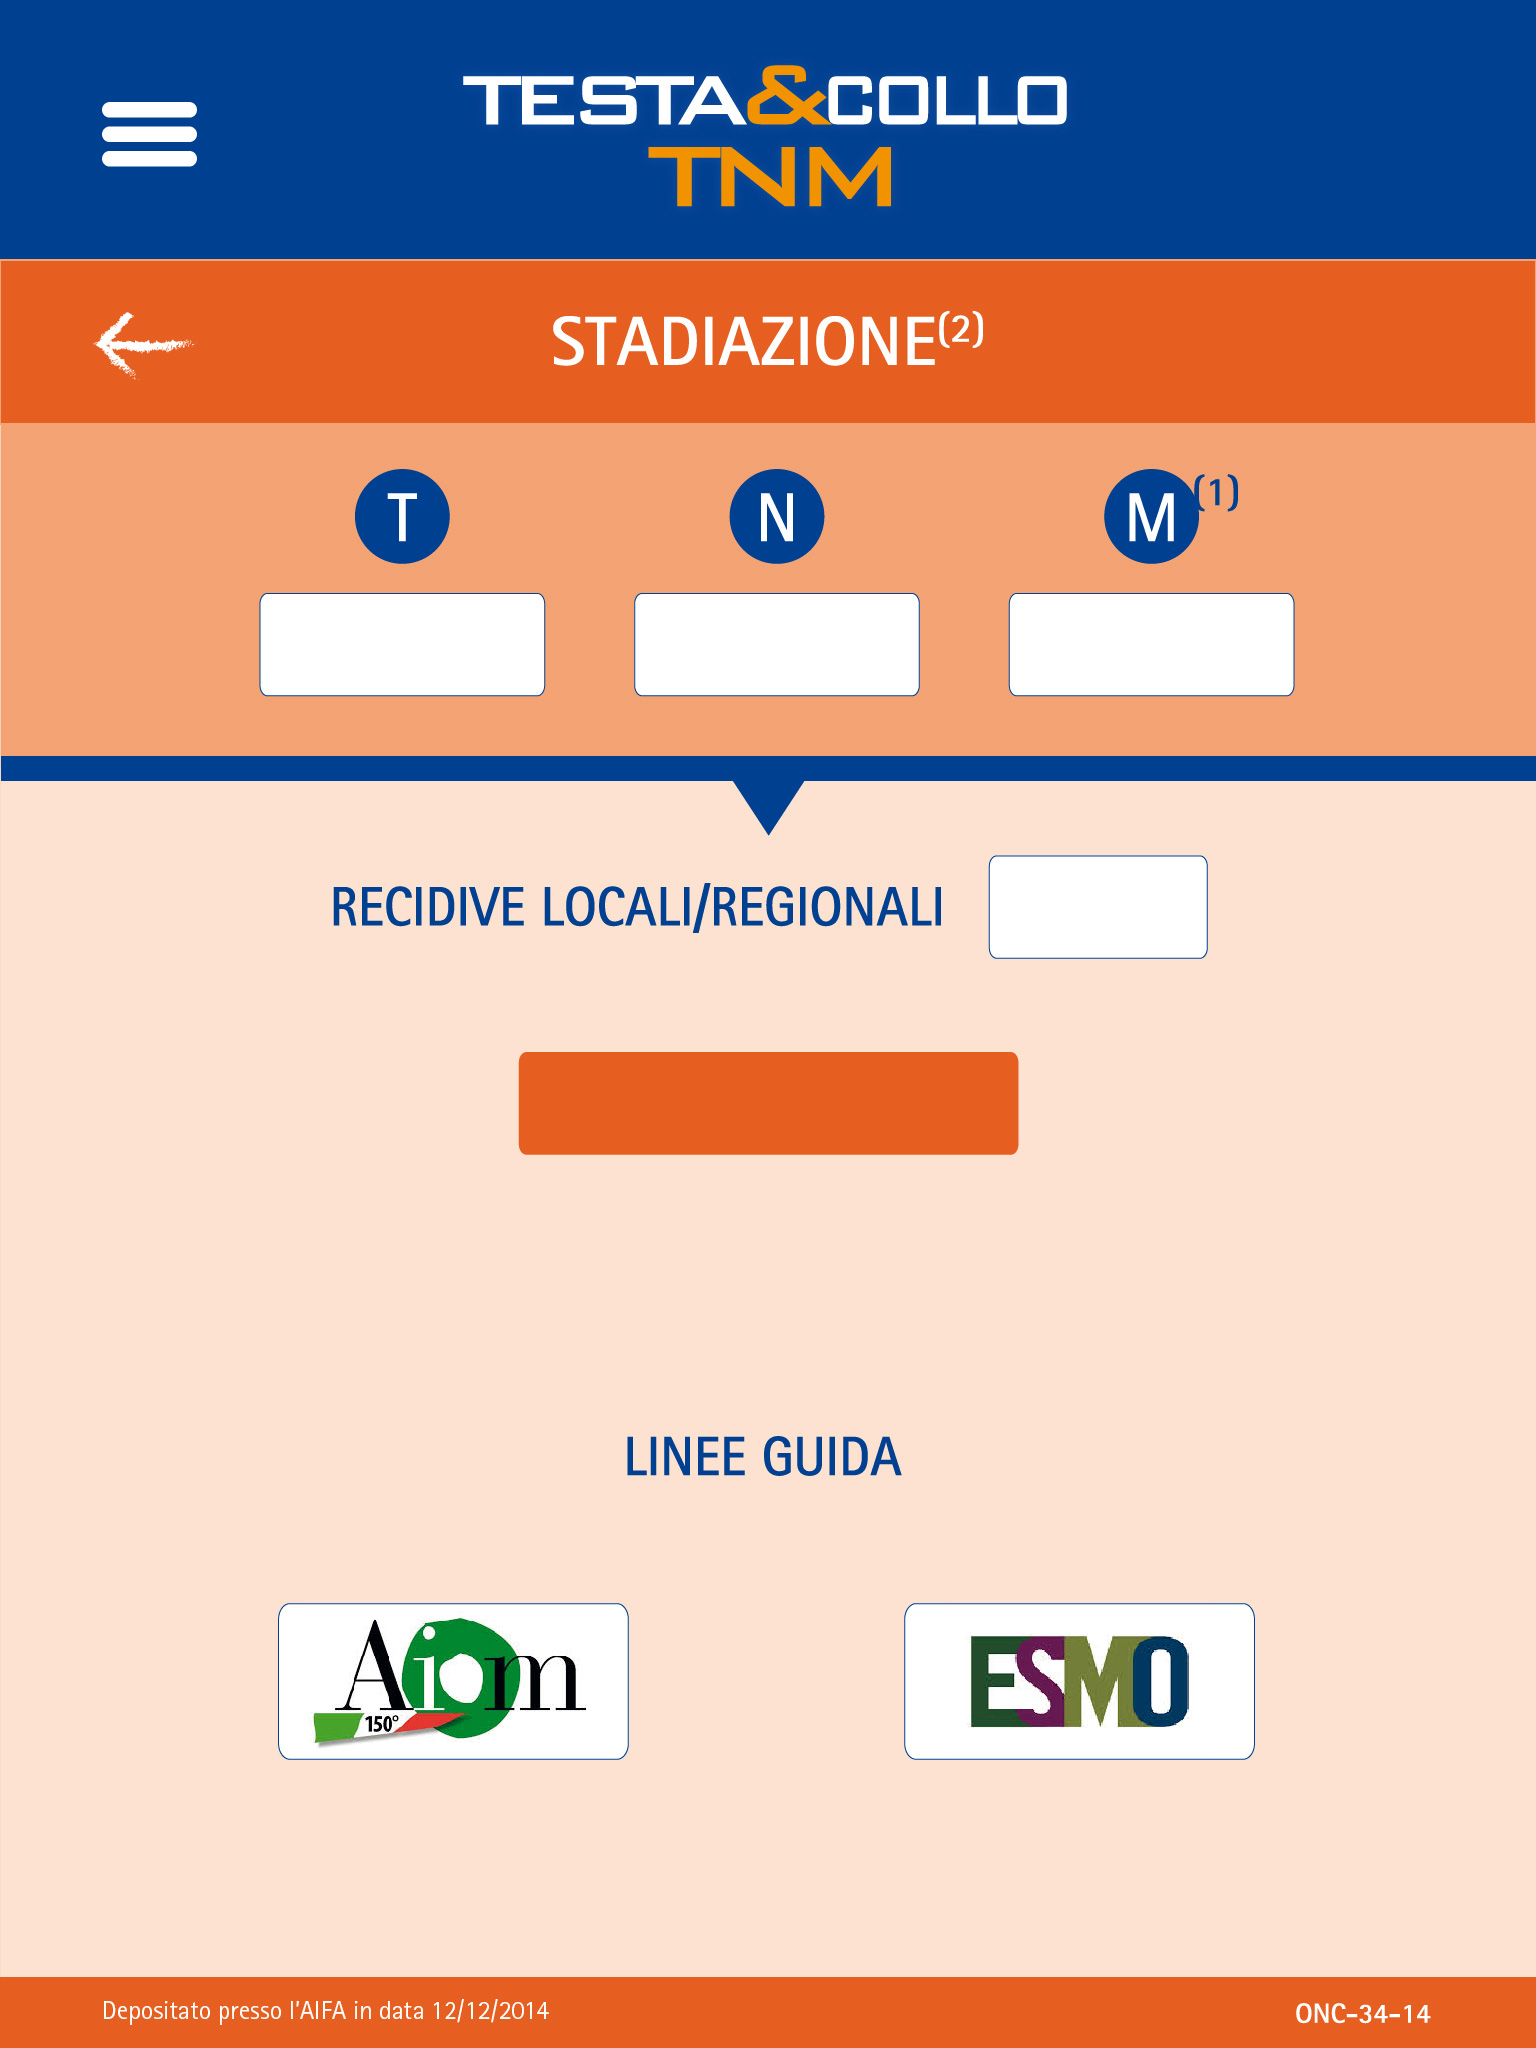 TESTA&COLLO
TNM
STADIAZIONE(2)
T N M(1)
RECIDIVE LOCALI/REGIONALI
LINEE GUIDA
Aiom
150°
ESMO
Depositato presso l'AIFA in data 12/12/2014
ONC-34-14